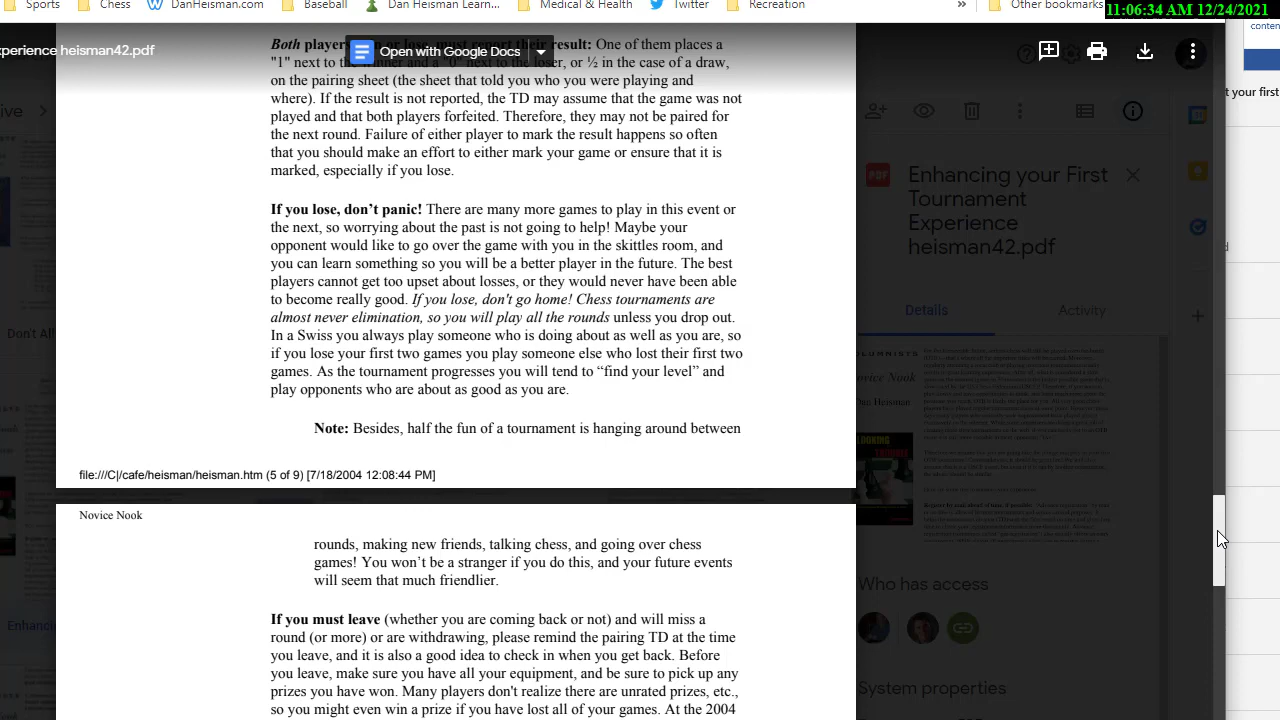 Sports
Chess
DanHeisman.com
Baseball
Dan Heisman Learn...
Medical & Health
Twitter
Recreation
»
Other bookmarks
11:06:34 AM 12/24/2021
xperience heisman42.pdf
Open with Google Docs
Both players
must report their result: One of them places a
"1" next to the winner and a "0" next to the loser, or ½ in the case of a draw,
on the pairing sheet (the sheet that told you who you were playing and
where). If the result is not reported, the TD may assume that the game was not
played and that both players forfeited. Therefore, they may not be paired for
the next round. Failure of either player to mark the result happens so often
that you should make an effort to either mark your game or ensure that it is
marked, especially if you lose.
If you lose, don't panic! There are many more games to play in this event or
the next, so worrying about the past is not going to help! Maybe your
opponent would like to go over the game with you in the skittles room, and
you can learn something so you will be a better player in the future. The best
players cannot get too upset about losses, or they would never have been able
to become really good. If you lose, don't go home! Chess tournaments are
almost never elimination, so you will play all the rounds unless you drop out.
In a Swiss you always play someone who is doing about as well as you are, so
if you lose your first two games you play someone else who lost their first two
games. As the tournament progresses you will tend to “find your level” and
play opponents who are about as good as you are.
Note: Besides, half the fun of a tournament is hanging around between
file:///C|/cafe/heisman/heisman.htm (5 of 9) [7/18/2004 12:08:44 PM]
Novice Nook
rounds, making new friends, talking chess, and going over chess
games! You won't be a stranger if you do this, and your future events
will seem that much friendlier.
If you must leave (whether you are coming back or not) and will miss a
round (or more) or are withdrawing, please remind the pairing TD at the time
you leave, and it is also a good idea to check in when you get back. Before
you leave, make sure you have all your equipment, and be sure to pick up any
prizes you have won. Many players don't realize there are unrated prizes, etc.,
so you might even win a prize if you have lost all of your games. At the 2004
ive
Don't All
Enhancing
PDF
Enhancing your First
Tournament
Experience
heisman42.pdf
Details
Activity
Novice Nook
Dan Heisman
Who has access
System properties
conten
t your first